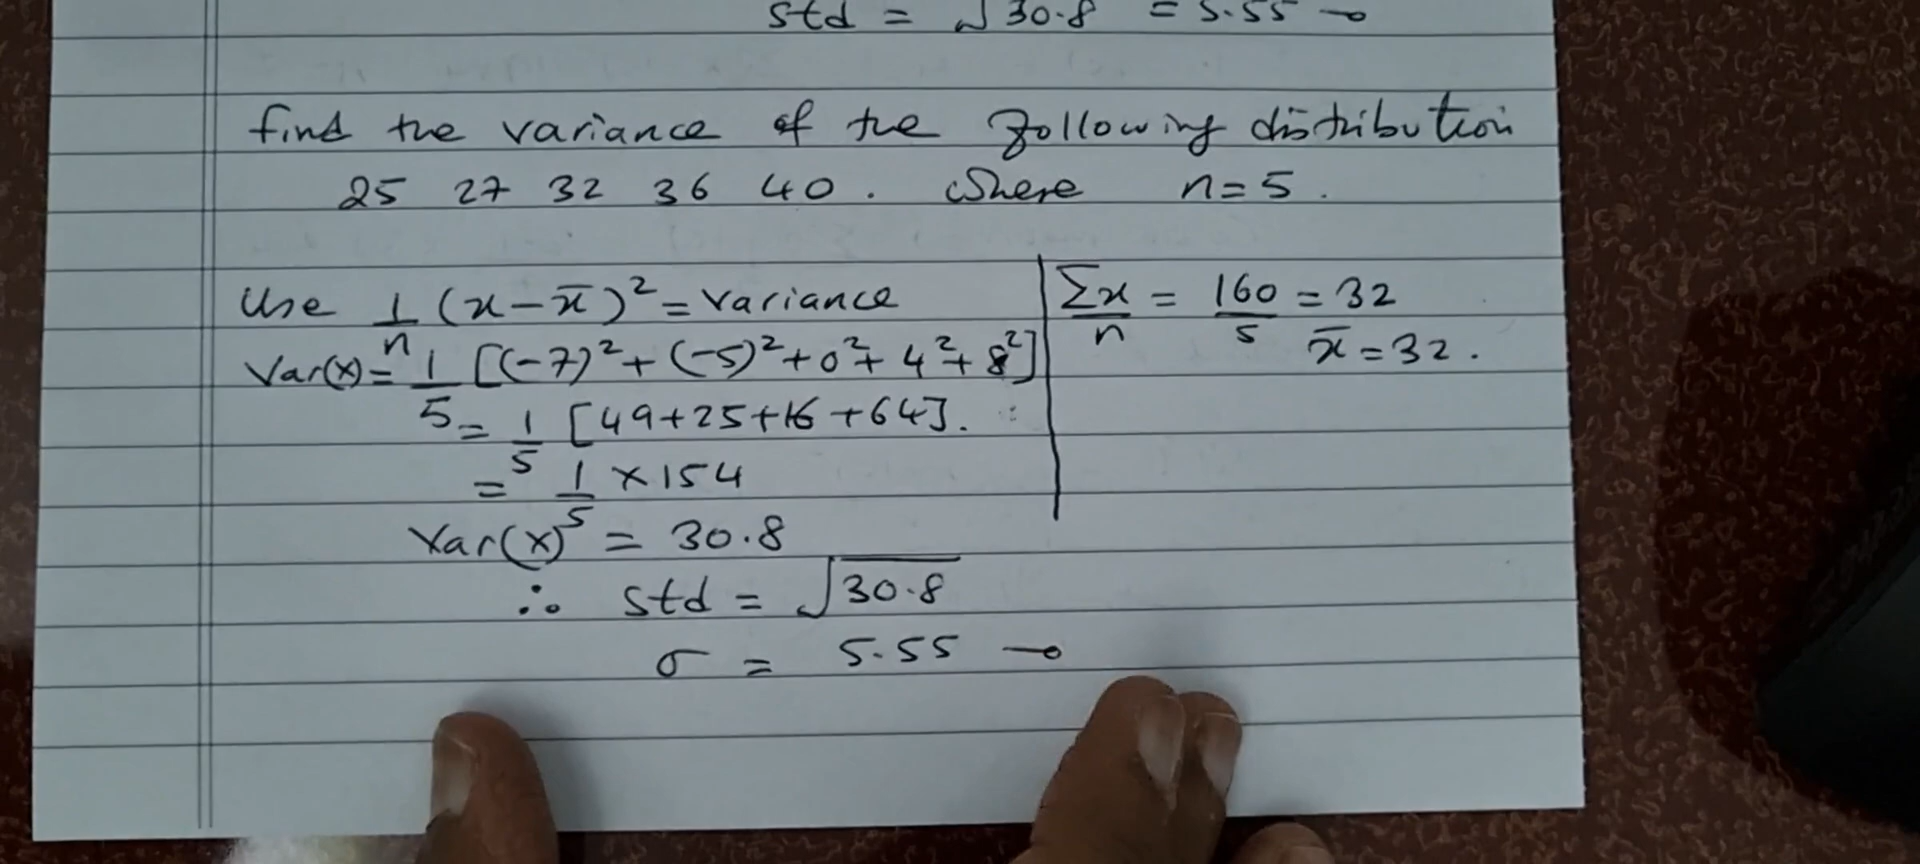 std = √30.8 = 5.55
find the variance of the following distribution
25 27 32 36 40. Where n=5.
Use 1/n (x-x̄)² = variance
Σx/n = 160/5 = 32
x̄ = 32.
Var(x) = 1/5 [(-7)² + (-5)² + 0² + 4² + 8²]
= 1/5 [49+25+16+64].
= 1/5 × 154
Var(x) = 30.8
∴ std = √30.8
σ = 5.55